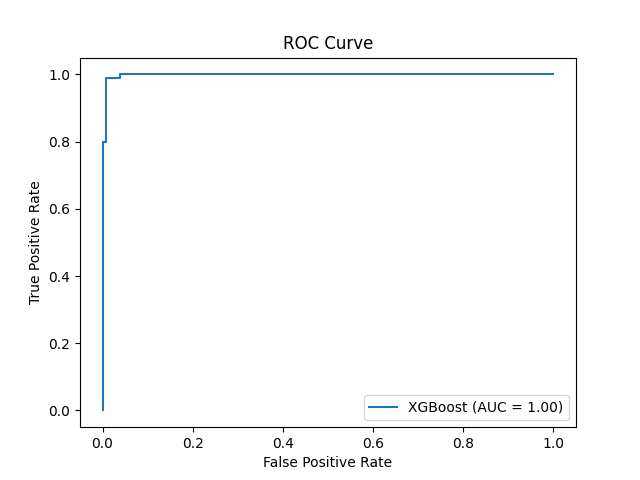 ROC Curve
1.0
0.8
0.6
0.4
0.2
0.0
True Positive Rate
XGBoost (AUC = 1.00)
0.0 0.2 0.4 0.6 0.8 1.0
False Positive Rate